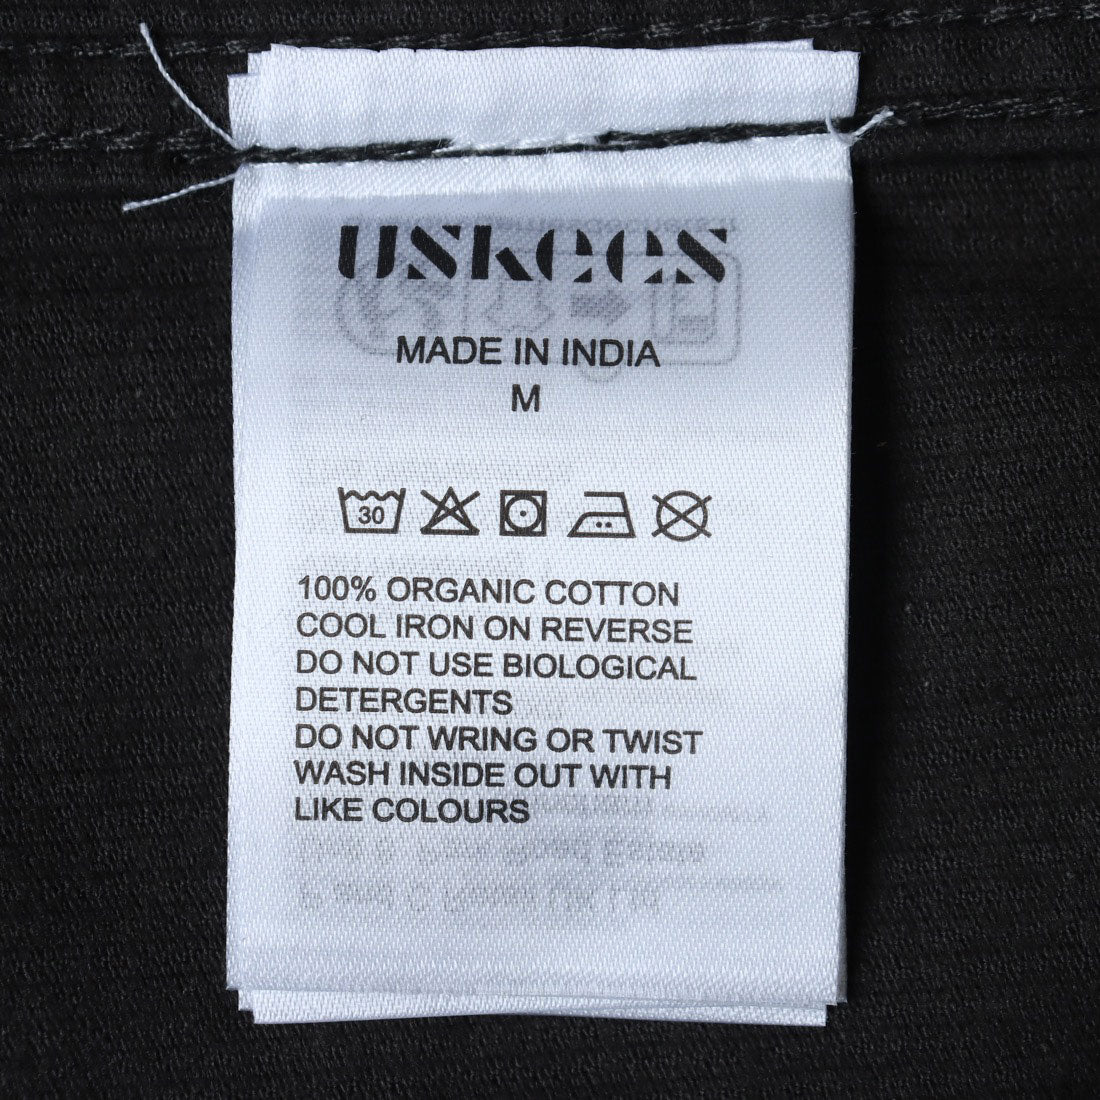 USKees
MADE IN INDIA
M
30
100% ORGANIC COTTON
COOL IRON ON REVERSE
DO NOT USE BIOLOGICAL
DETERGENTS
DO NOT WRING OR TWIST
WASH INSIDE OUT WITH
LIKE COLOURS